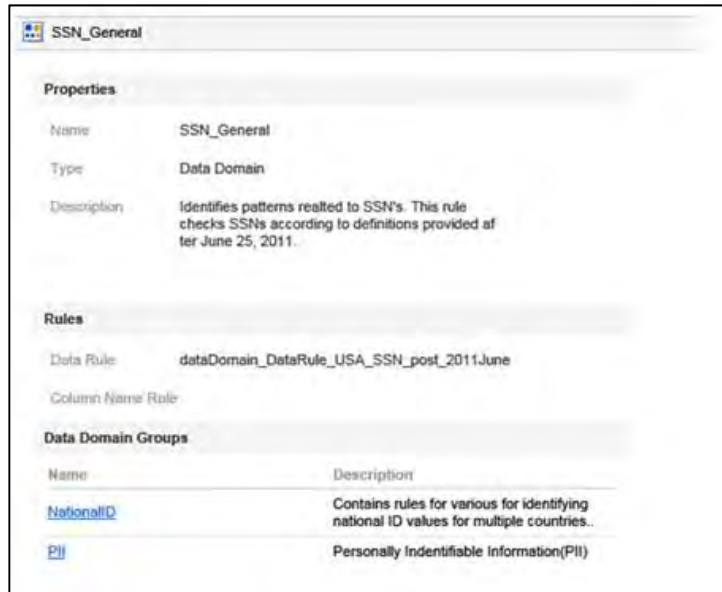 SSN_General
Properties
Name SSN_General
Type Data Domain
Description Identifies patterns realted to SSN's. This rule
checks SSNs according to definitions provided af
ter June 25, 2011.
Rules
Data Rule dataDomain_DataRule_USA_SSN_post_2011June
Column Name Rule
Data Domain Groups
Name Description
NationalID Contains rules for various for identifying
national ID values for multiple countries..
PII Personally Indentifiable Information(PII)